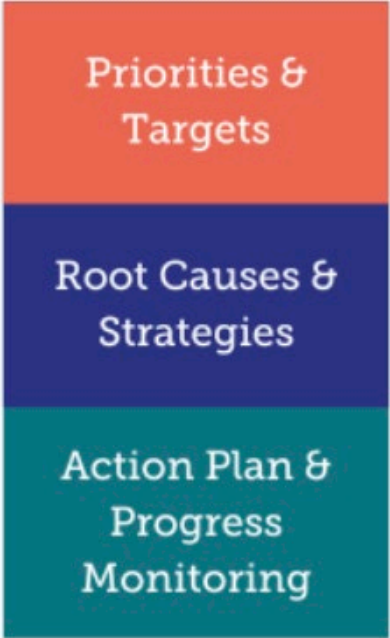 Priorities &
Targets
Root Causes &
Strategies
Action Plan &
Progress
Monitoring